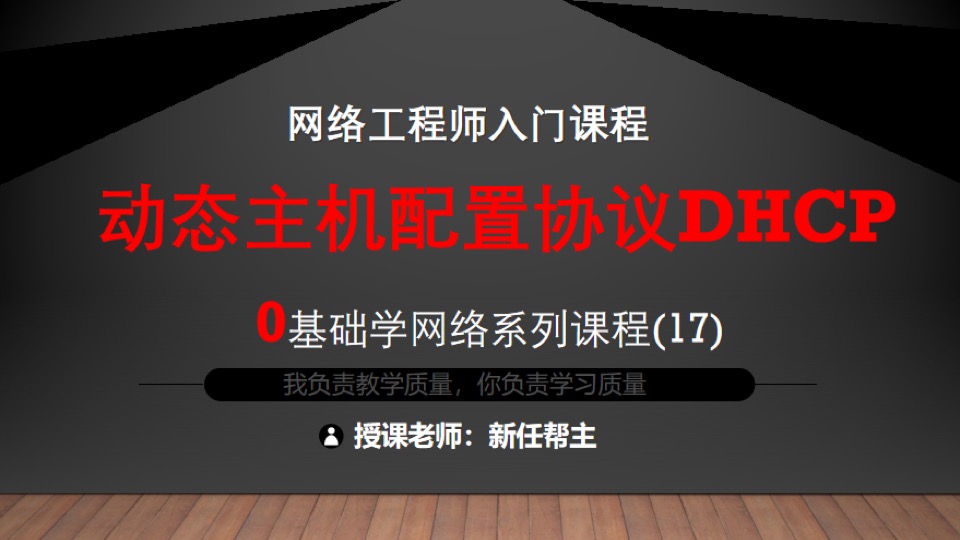 网络工程师入门课程
动态主机配置协议DHCP
0基础学网络系列课程(17)
我负责教学质量，你负责学习质量
授课老师：新任帮主